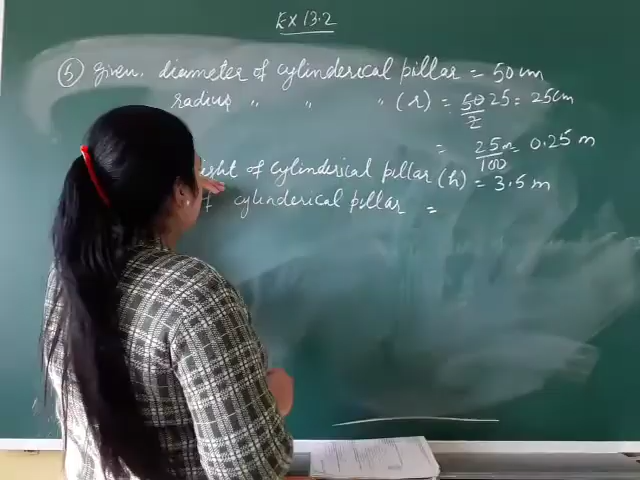 Ex 13.2
⑤ given. diameter of cylinderical pillar = 50 cm
radius " " " (r) = 50/2 25 = 25cm
= 25/100 m = 0.25 m
ight of cylinderical pillar (h) = 3.5 m
f cylinderical pillar =